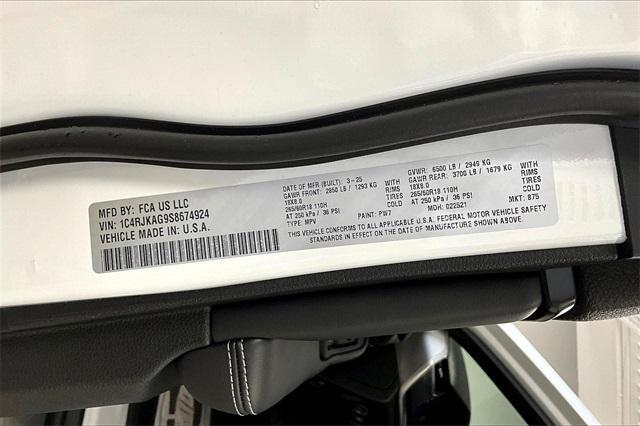 MFD BY: FCA US LLC
VIN: 1C4RJKAG9S8674924
VEHICLE MADE IN: U.S.A.
DATE OF MFR (BUILT): 3-25
GAWR FRONT: 2850 LB / 1293 KG WITH
18X8.0 RIMS
265/60R18 110H TIRES
AT 250 kPa / 36 PSI COLD
TYPE: MPV PAINT: PW7
GVWR: 6500 LB / 2949 KG
GAWR REAR: 3700 LB / 1679 KG WITH
18X8.0 RIMS
265/60R18 110H TIRES
AT 250 kPa / 36 PSI COLD
MDH: 022521 MKT: 875
THIS VEHICLE CONFORMS TO ALL APPLICABLE U.S.A. FEDERAL MOTOR VEHICLE SAFETY
STANDARDS IN EFFECT ON THE DATE OF MANUFACTURE SHOWN ABOVE.